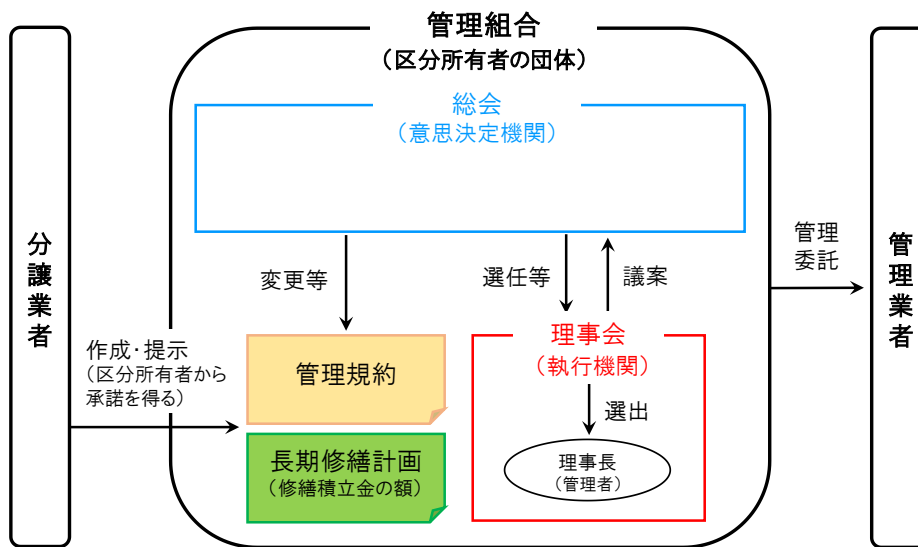 管理組合
（区分所有者の団体）
総会
（意思決定機関）
分譲業者
作成・提示
（区分所有者から
承諾を得る）
変更等
選任等
議案
管理規約
長期修繕計画
（修繕積立金の額）
理事会
（執行機関）
選出
理事長
（管理者）
管理
委託
管理業者